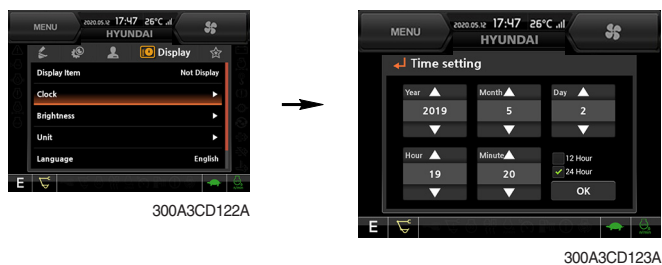 MENU
2020.05.12 17:47 26°C .ıl
HYUNDAI
Display
Display Item Not Display
Clock
Brightness
Unit
Language English
E
300A3CD122A
MENU
2020.05.12 17:47 26°C .ıl
HYUNDAI
Time setting
Year Month Day
2019 5 2
Hour Minute
12 Hour
24 Hour
19 20
OK
E
300A3CD123A